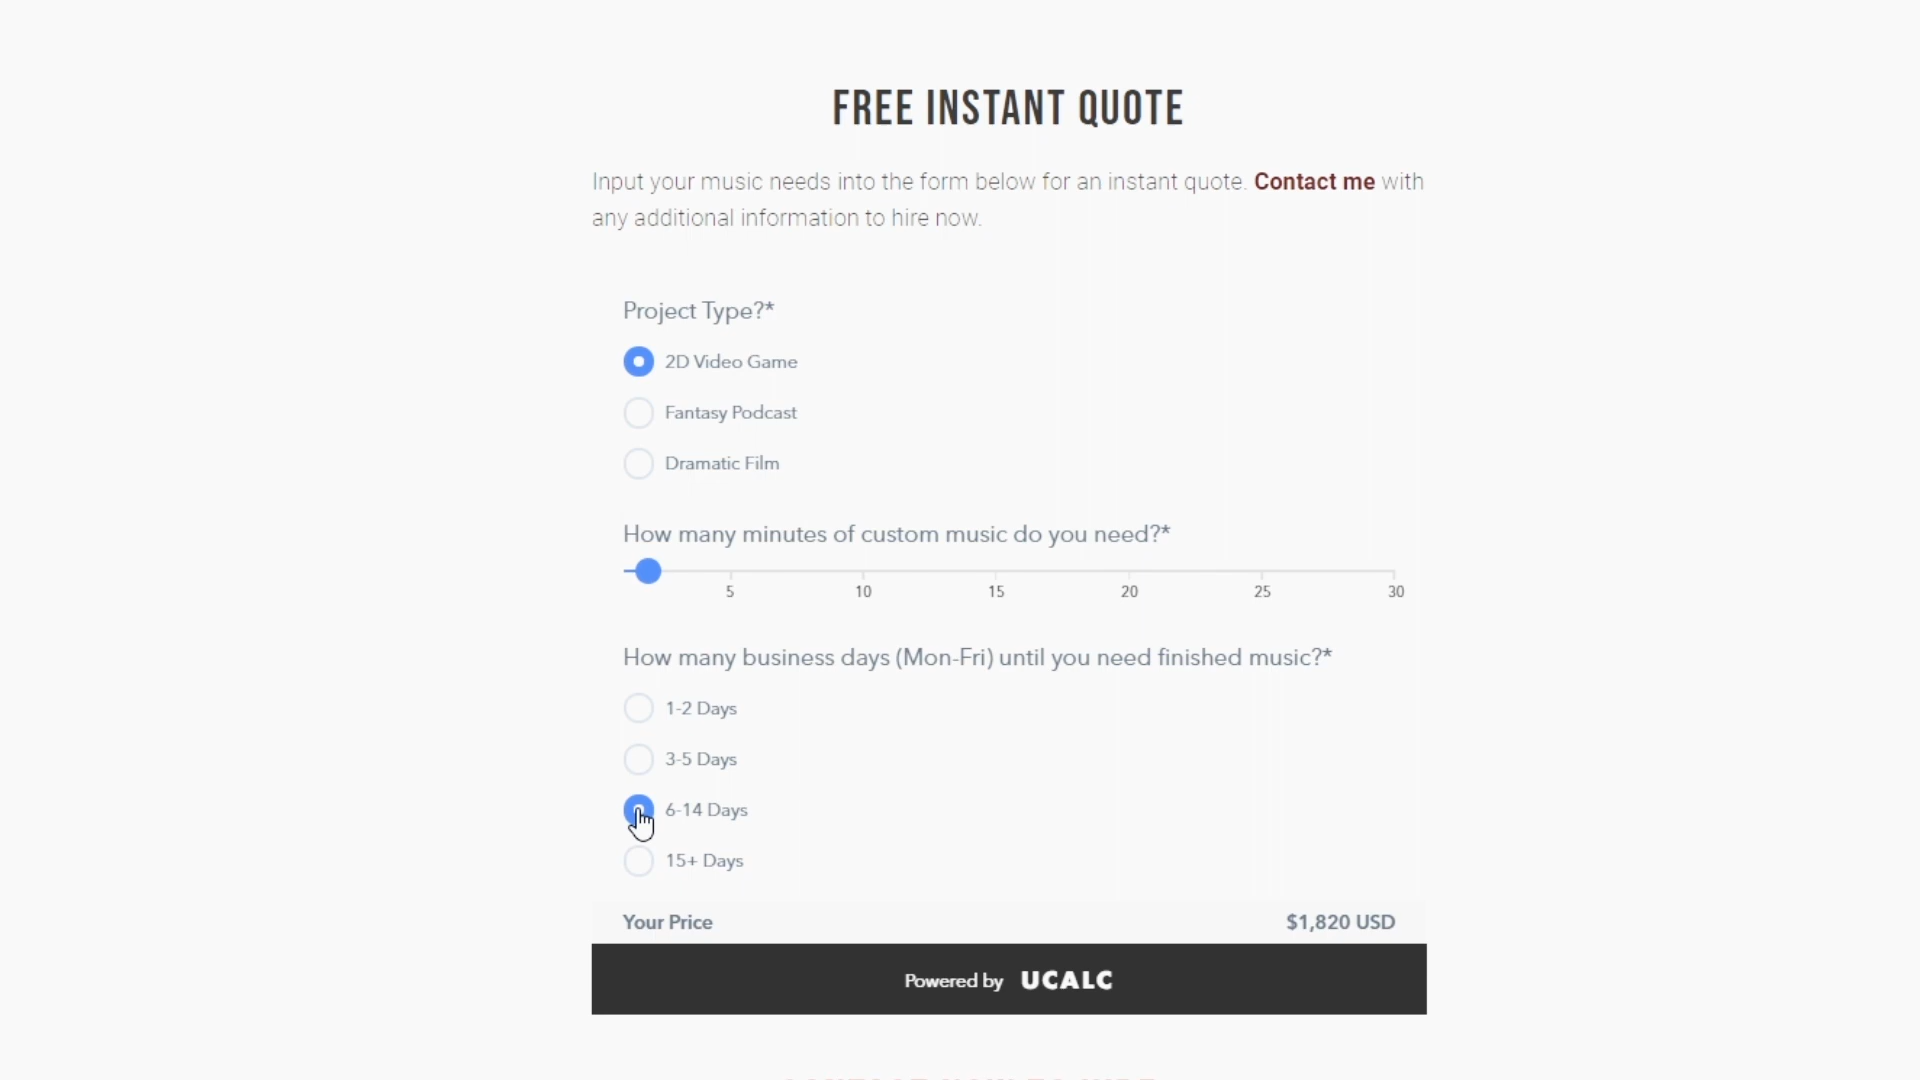 FREE INSTANT QUOTE
Input your music needs into the form below for an instant quote. Contact me with
any additional information to hire now.
Project Type?*
2D Video Game
Fantasy Podcast
Dramatic Film
How many minutes of custom music do you need?*
5 10 15 20 25 30
How many business days (Mon-Fri) until you need finished music?*
1-2 Days
3-5 Days
6-14 Days
15+ Days
Your Price $1,820 USD
Powered by UCALC